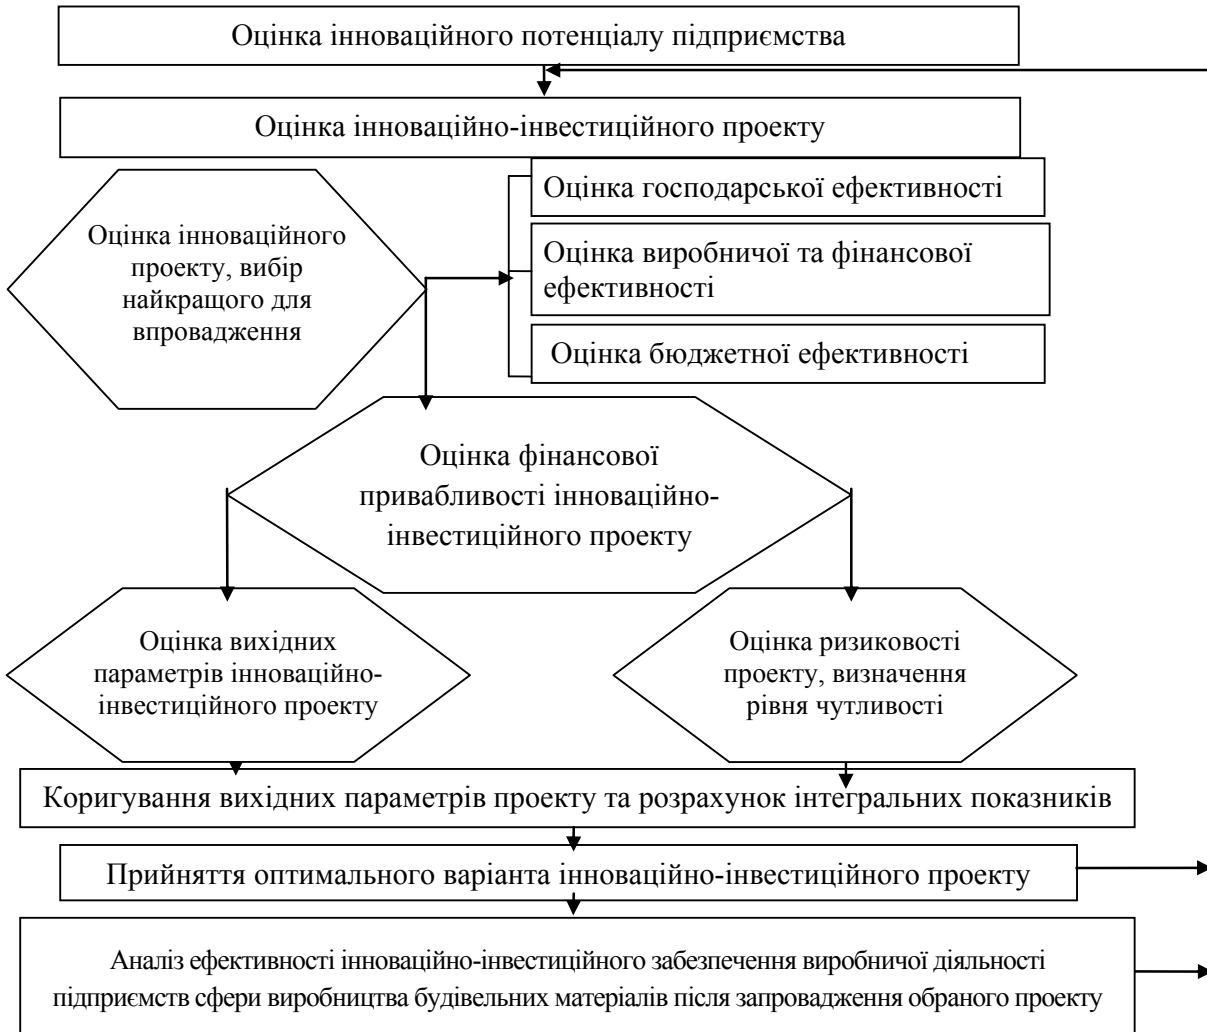 Оцінка інноваційного потенціалу підприємства
Оцінка інноваційно-інвестиційного проекту
Оцінка господарської ефективності
Оцінка інноваційного
проекту, вибір
найкращого для
впровадження
Оцінка виробничої та фінансової
ефективності
Оцінка бюджетної ефективності
Оцінка фінансової
привабливості інноваційно-
інвестиційного проекту
Оцінка вихідних
параметрів інноваційно-
інвестиційного проекту
Оцінка ризиковості
проекту, визначення
рівня чутливості
Коригування вихідних параметрів проекту та розрахунок інтегральних показників
Прийняття оптимального варіанта інноваційно-інвестиційного проекту
Аналіз ефективності інноваційно-інвестиційного забезпечення виробничої діяльності
підприємств сфери виробництва будівельних матеріалів після запровадження обраного проекту